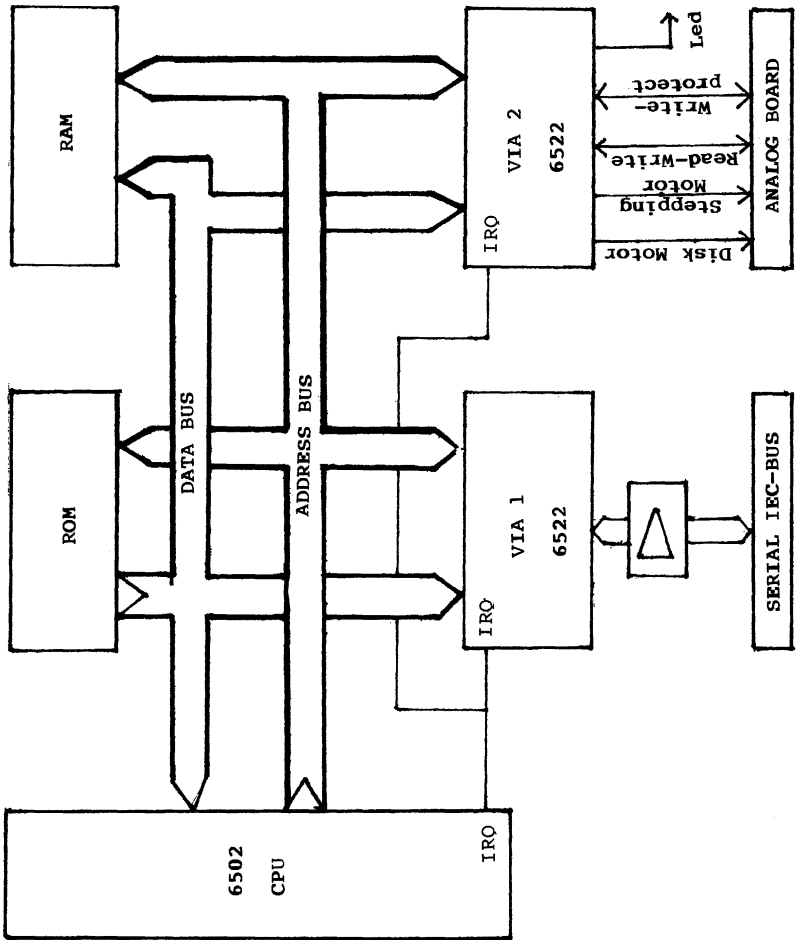 RAM
ROM
6502
CPU
IRQ
DATA BUS
ADDRESS BUS
VIA 1
6522
IRQ
VIA 2
6522
IRQ
Led
Write-
protect
Read-Write
Stepping
Motor
Disk Motor
ANALOG BOARD
SERIAL IEC-BUS